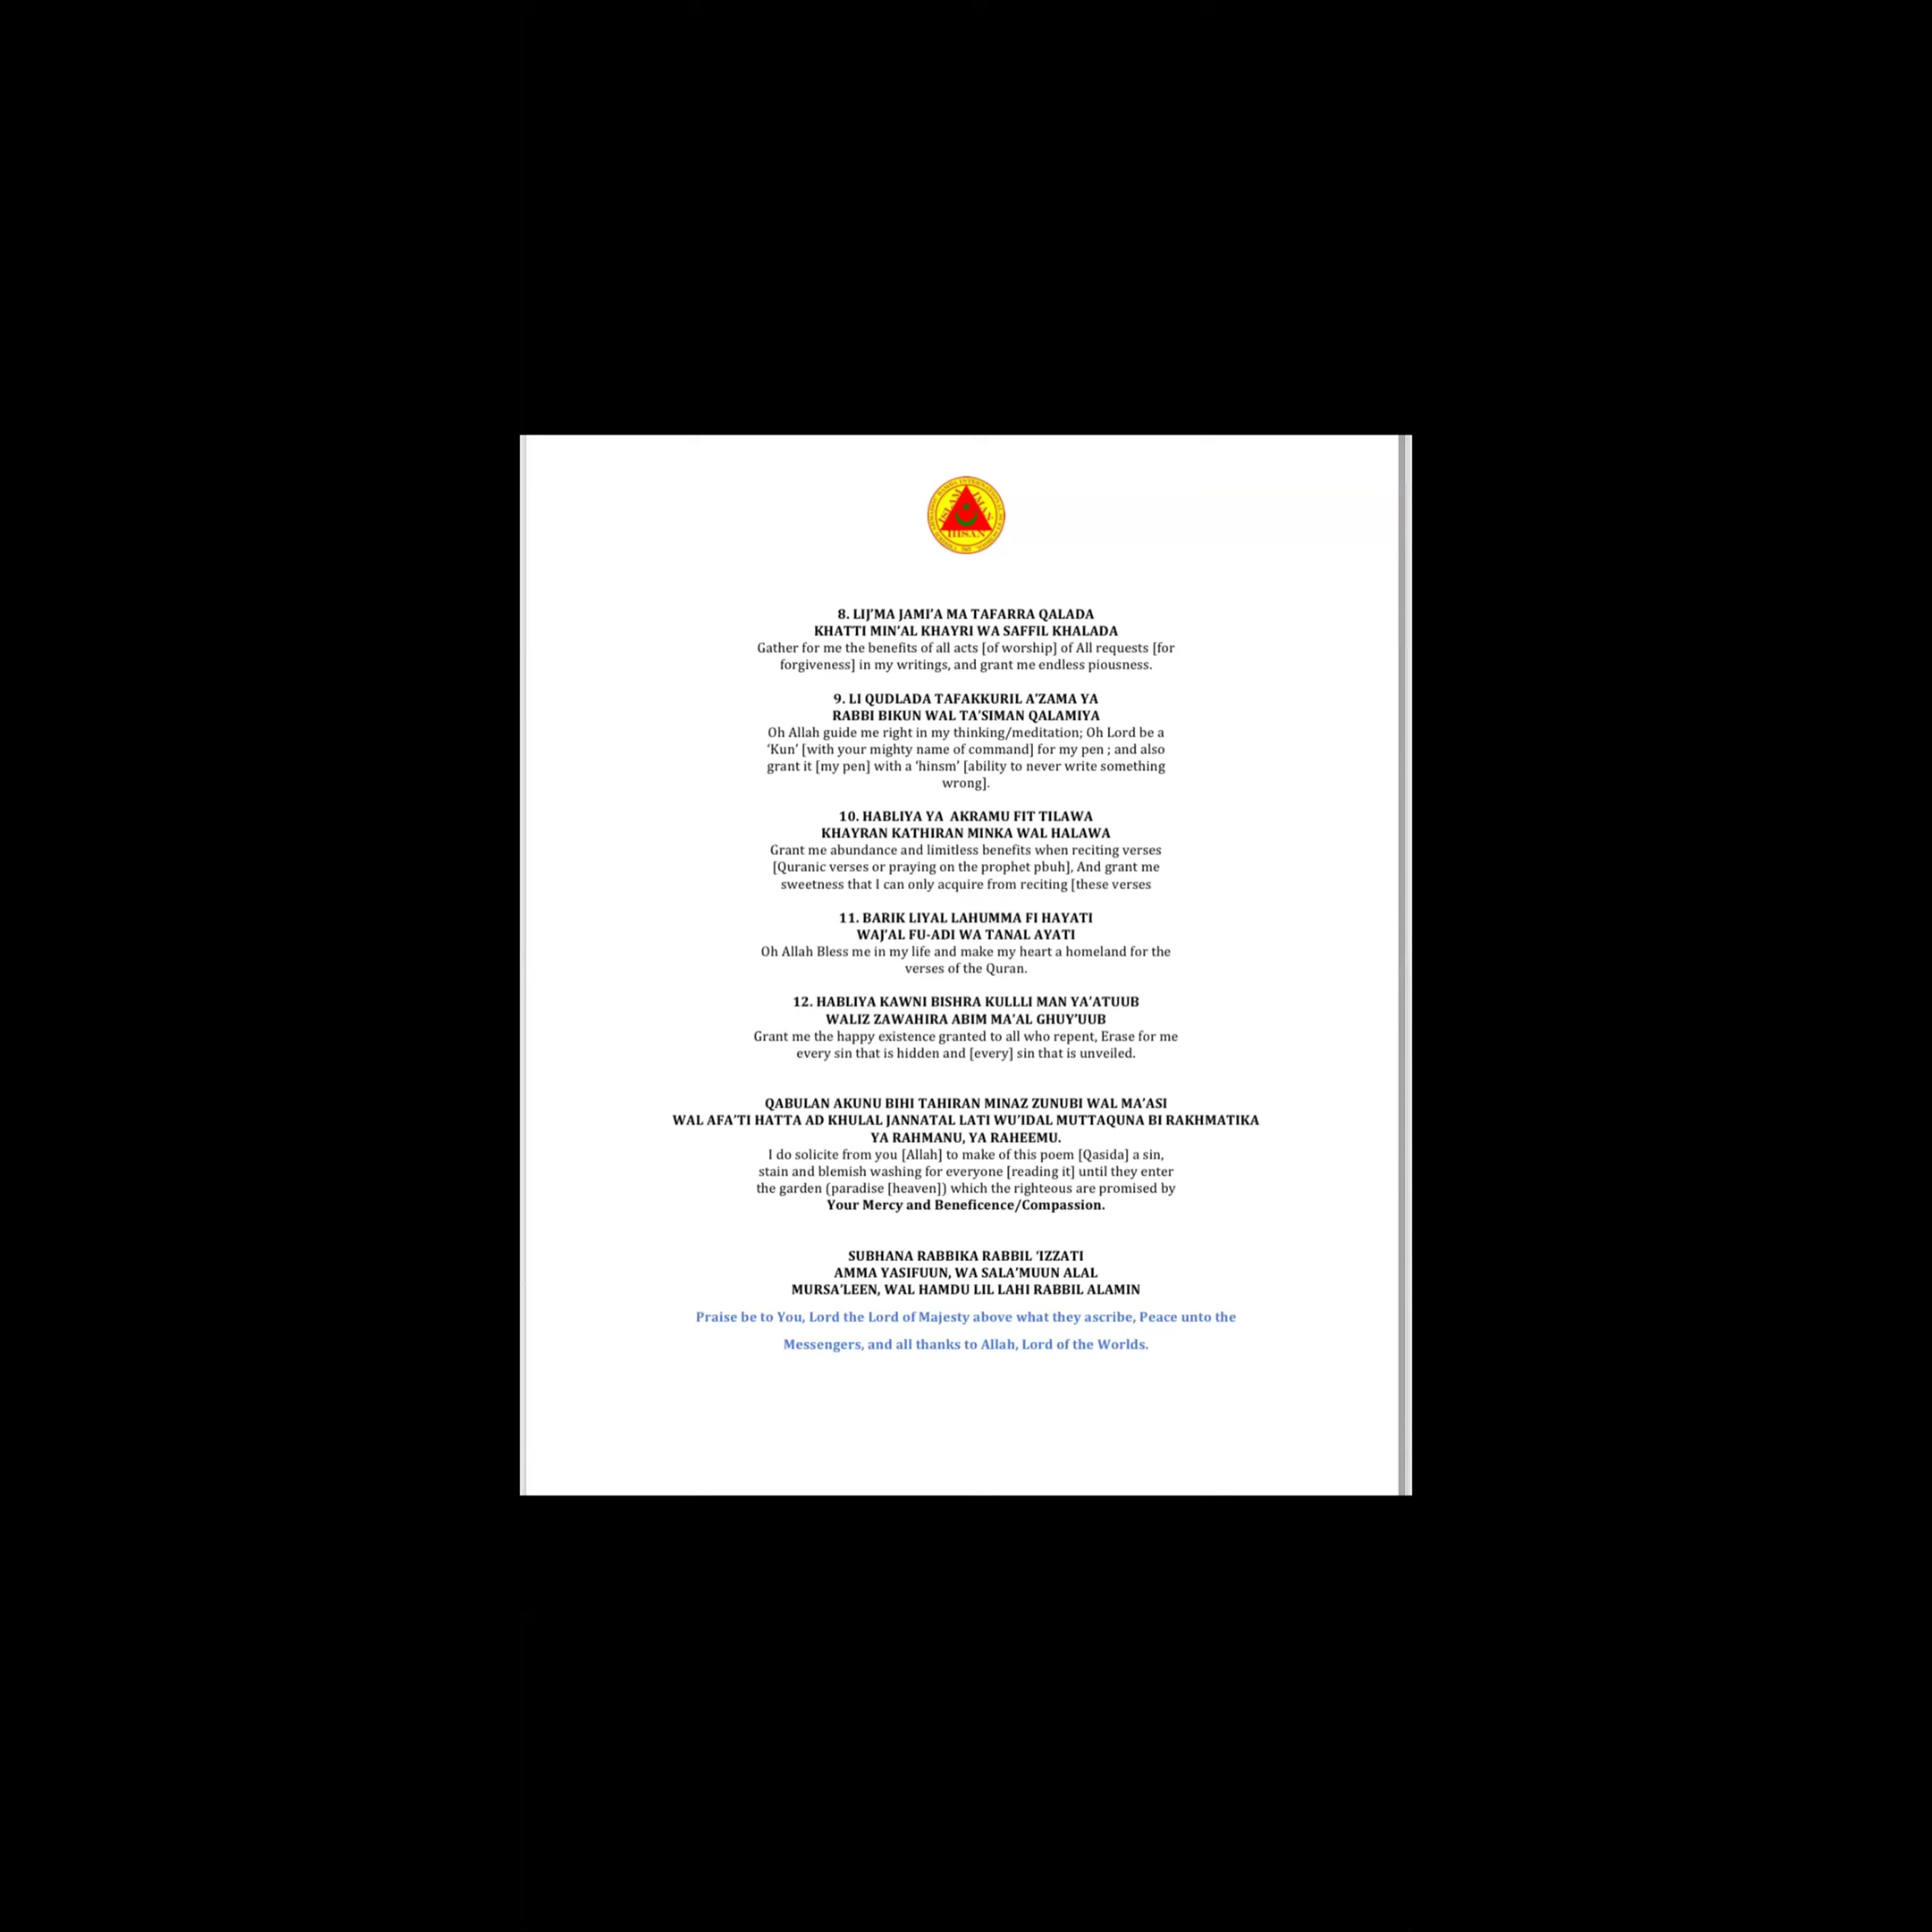 ISLAM
IMAN
IHSAN
8. LIJ’MA JAMI’A MA TAFARRA QALADA
KHATTI MIN’AL KHAYRI WA SAFFIL KHALADA
Gather for me the benefits of all acts [of worship] of All requests [for
forgiveness] in my writings, and grant me endless piousness.
9. LI QUDLADA TAFAKKURIL A’ZAMA YA
RABBI BIKUN WAL TA’SIMAN QALAMIYA
Oh Allah guide me right in my thinking/meditation; Oh Lord be a
‘Kun’ [with your mighty name of command] for my pen ; and also
grant it [my pen] with a ‘hinsm’ [ability to never write something
wrong].
10. HABLIYA YA  AKRAMU FIT TILAWA
KHAYRAN KATHIRAN MINKA WAL HALAWA
Grant me abundance and limitless benefits when reciting verses
[Quranic verses or praying on the prophet pbuh], And grant me
sweetness that I can only acquire from reciting [these verses
11. BARIK LIYAL LAHUMMA FI HAYATI
WAJ’AL FU-ADI WA TANAL AYATI
Oh Allah Bless me in my life and make my heart a homeland for the
verses of the Quran.
12. HABLIYA KAWNI BISHRA KULLLI MAN YA’ATUUB
WALIZ ZAWAHIRA ABIM MA’AL GHUY’UUB
Grant me the happy existence granted to all who repent, Erase for me
every sin that is hidden and [every] sin that is unveiled.
QABULAN AKUNU BIHI TAHIRAN MINAZ ZUNUBI WAL MA’ASI
WAL AFA’TI HATTA AD KHULAL JANNATAL LATI WU’IDAL MUTTAQUNA BI RAKHMATIKA
YA RAHMANU, YA RAHEEMU.
I do solicite from you [Allah] to make of this poem [Qasida] a sin,
stain and blemish washing for everyone [reading it] until they enter
the garden (paradise [heaven]) which the righteous are promised by
Your Mercy and Beneficence/Compassion.
SUBHANA RABBIKA RABBIL ‘IZZATI
AMMA YASIFUUN, WA SALA’MUUN ALAL
MURSA’LEEN, WAL HAMDU LIL LAHI RABBIL ALAMIN
Praise be to You, Lord the Lord of Majesty above what they ascribe, Peace unto the
Messengers, and all thanks to Allah, Lord of the Worlds.